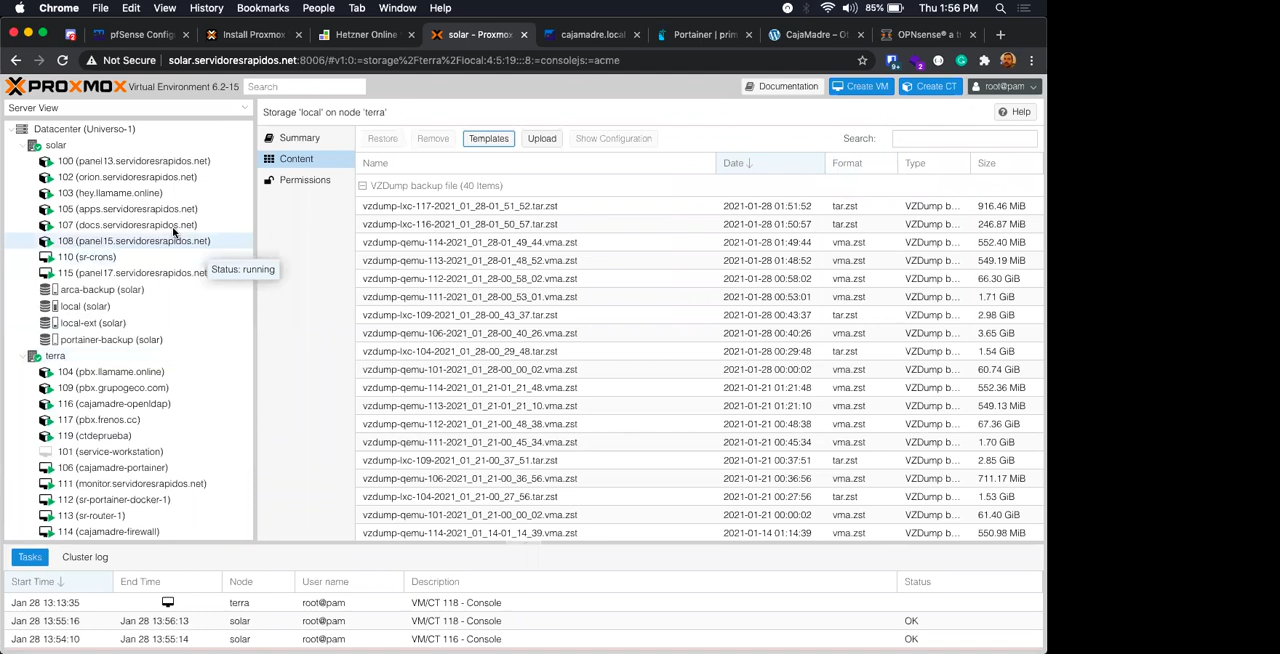 Chrome File Edit View History Bookmarks People Tab Window Help 85% Thu 1:56 PM
pfSense Config × Install Proxmox × Hetzner Online × solar - Proxmox × cajamadre.local × Portainer | prim × CajaMadre – Ot × OPNsense® a t × +
Not Secure solar.servidoresrapidos.net:8006/#v1:0:=storage%2Fterra%2Flocal:4:5:19:::8:=consolejs:=acme
PROXMOX Virtual Environment 6.2-15 Search Documentation Create VM Create CT root@pam
Server View
Storage 'local' on node 'terra' Help
Datacenter (Universo-1)
solar
100 (panel13.servidoresrapidos.net)
102 (orion.servidoresrapidos.net)
103 (hey.llamame.online)
105 (apps.servidoresrapidos.net)
107 (docs.servidoresrapidos.net)
108 (panel15.servidoresrapidos.net)
110 (sr-crons)
115 (panel17.servidoresrapidos.net
Status: running
arca-backup (solar)
local (solar)
local-ext (solar)
portainer-backup (solar)
terra
104 (pbx.llamame.online)
109 (pbx.grupogeco.com)
116 (cajamadre-openldap)
117 (pbx.frenos.cc)
119 (ctdeprueba)
101 (service-workstation)
106 (cajamadre-portainer)
111 (monitor.servidoresrapidos.net)
112 (sr-portainer-docker-1)
113 (sr-router-1)
114 (cajamadre-firewall)
Summary
Content
Permissions
Restore Remove Templates Upload Show Configuration Search:
Name Date ↓ Format Type Size
VZDump backup file (40 Items)
vzdump-lxc-117-2021_01_28-01_51_52.tar.zst 2021-01-28 01:51:52 tar.zst VZDump b... 916.46 MiB
vzdump-lxc-116-2021_01_28-01_50_57.tar.zst 2021-01-28 01:50:57 tar.zst VZDump b... 246.87 MiB
vzdump-qemu-114-2021_01_28-01_49_44.vma.zst 2021-01-28 01:49:44 vma.zst VZDump b... 552.40 MiB
vzdump-qemu-113-2021_01_28-01_48_52.vma.zst 2021-01-28 01:48:52 vma.zst VZDump b... 549.19 MiB
vzdump-qemu-112-2021_01_28-00_58_02.vma.zst 2021-01-28 00:58:02 vma.zst VZDump b... 66.30 GiB
vzdump-qemu-111-2021_01_28-00_53_01.vma.zst 2021-01-28 00:53:01 vma.zst VZDump b... 1.71 GiB
vzdump-lxc-109-2021_01_28-00_43_37.tar.zst 2021-01-28 00:43:37 tar.zst VZDump b... 2.98 GiB
vzdump-qemu-106-2021_01_28-00_40_26.vma.zst 2021-01-28 00:40:26 vma.zst VZDump b... 3.65 GiB
vzdump-lxc-104-2021_01_28-00_29_48.tar.zst 2021-01-28 00:29:48 tar.zst VZDump b... 1.54 GiB
vzdump-qemu-101-2021_01_28-00_00_02.vma.zst 2021-01-28 00:00:02 vma.zst VZDump b... 60.74 GiB
vzdump-qemu-114-2021_01_21-01_21_48.vma.zst 2021-01-21 01:21:48 vma.zst VZDump b... 552.36 MiB
vzdump-qemu-113-2021_01_21-01_21_10.vma.zst 2021-01-21 01:21:10 vma.zst VZDump b... 549.13 MiB
vzdump-qemu-112-2021_01_21-00_48_38.vma.zst 2021-01-21 00:48:38 vma.zst VZDump b... 67.36 GiB
vzdump-qemu-111-2021_01_21-00_45_34.vma.zst 2021-01-21 00:45:34 vma.zst VZDump b... 1.70 GiB
vzdump-lxc-109-2021_01_21-00_37_51.tar.zst 2021-01-21 00:37:51 tar.zst VZDump b... 2.85 GiB
vzdump-qemu-106-2021_01_21-00_36_56.vma.zst 2021-01-21 00:36:56 vma.zst VZDump b... 711.17 MiB
vzdump-lxc-104-2021_01_21-00_27_56.tar.zst 2021-01-21 00:27:56 tar.zst VZDump b... 1.53 GiB
vzdump-qemu-101-2021_01_21-00_00_02.vma.zst 2021-01-21 00:00:02 vma.zst VZDump b... 61.40 GiB
vzdump-qemu-114-2021_01_14-01_14_39.vma.zst 2021-01-14 01:14:39 vma.zst VZDump b... 550.98 MiB
Tasks Cluster log
Start Time ↓ End Time Node User name Description Status
Jan 28 13:13:35 terra root@pam VM/CT 118 - Console
Jan 28 13:55:16 Jan 28 13:56:13 solar root@pam VM/CT 118 - Console OK
Jan 28 13:54:10 Jan 28 13:55:14 solar root@pam VM/CT 116 - Console OK